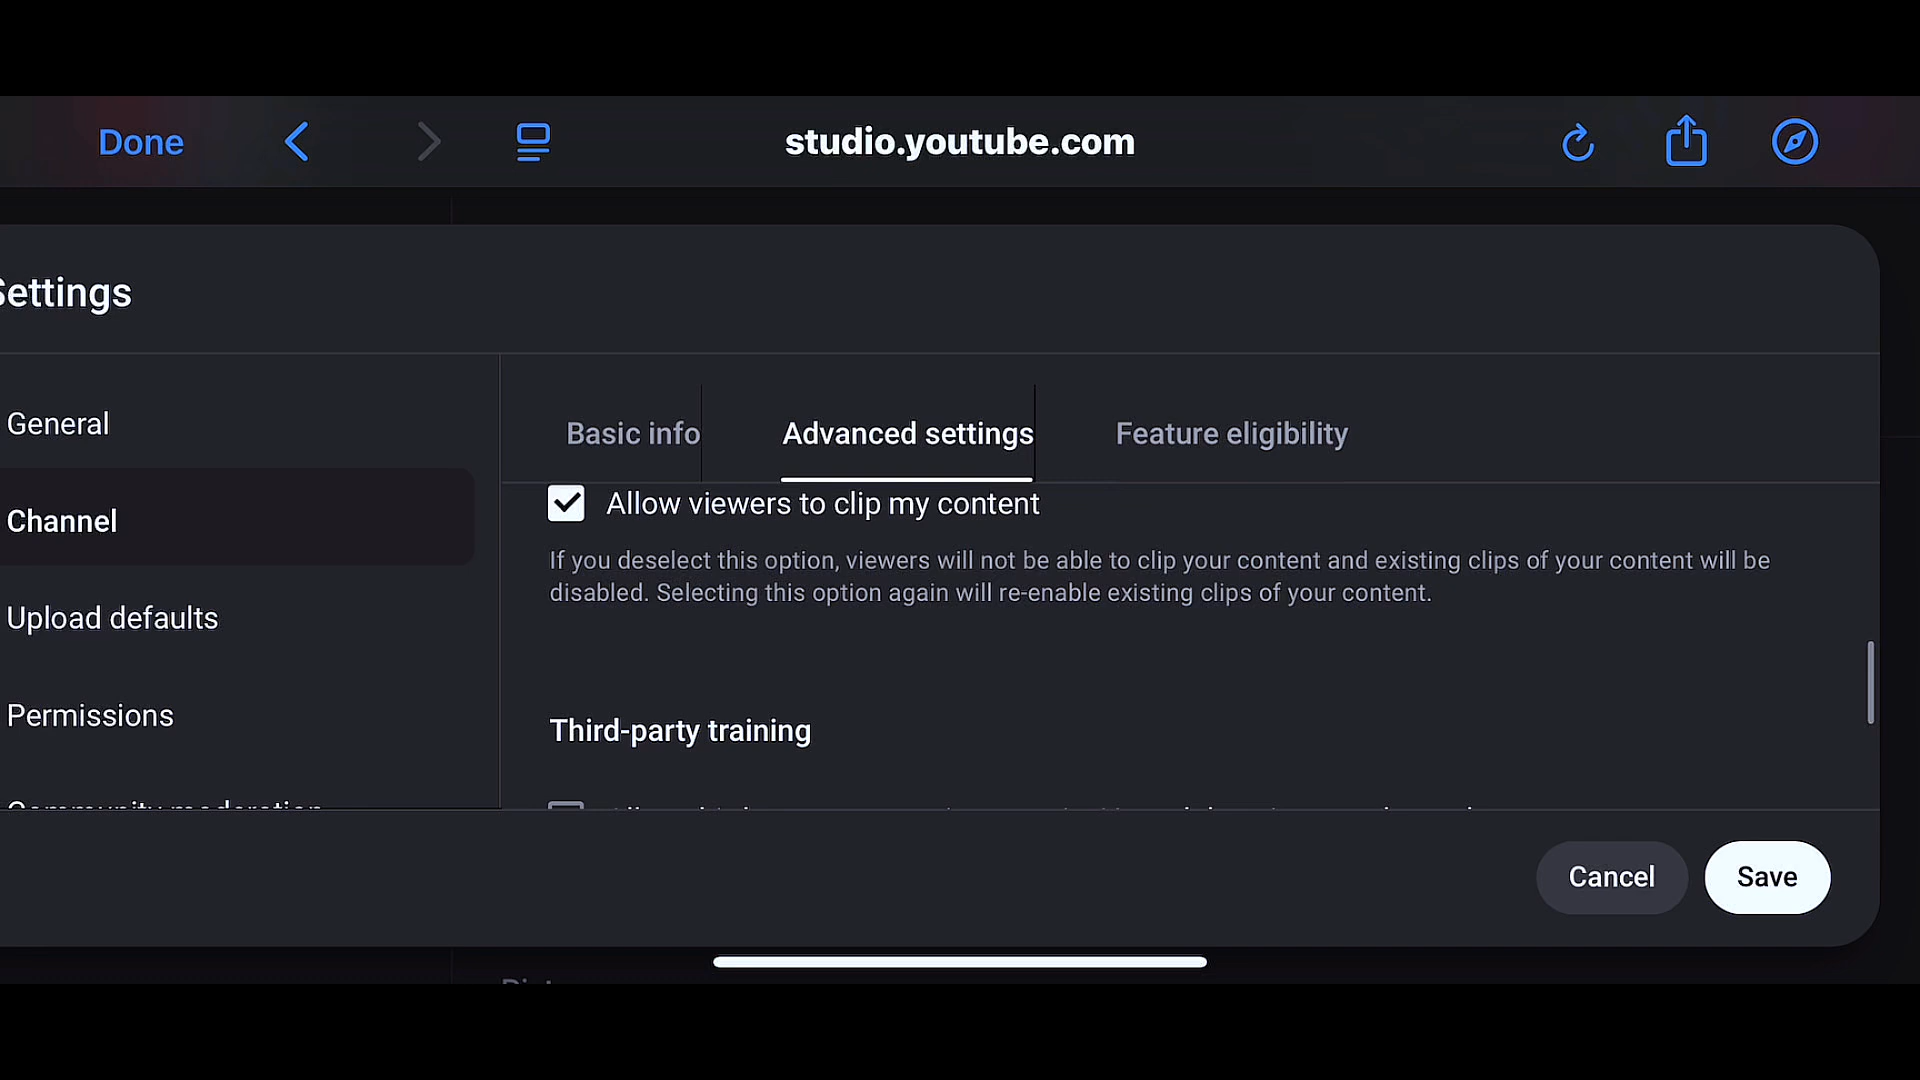 Done
studio.youtube.com
Settings
General
Channel
Upload defaults
Permissions
Community moderation
Basic info
Advanced settings
Feature eligibility
Allow viewers to clip my content
If you deselect this option, viewers will not be able to clip your content and existing clips of your content will be
disabled. Selecting this option again will re-enable existing clips of your content.
Third-party training
Cancel
Save